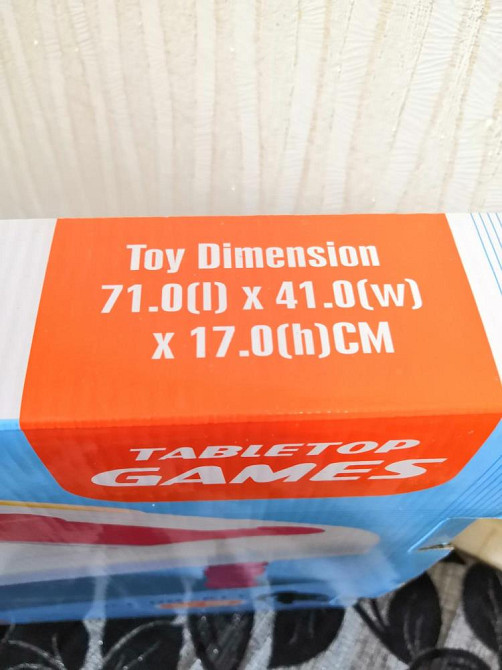 Toy Dimension
71.0(l) x 41.0(w)
x 17.0(h)CM
TABLETOP
GAMES